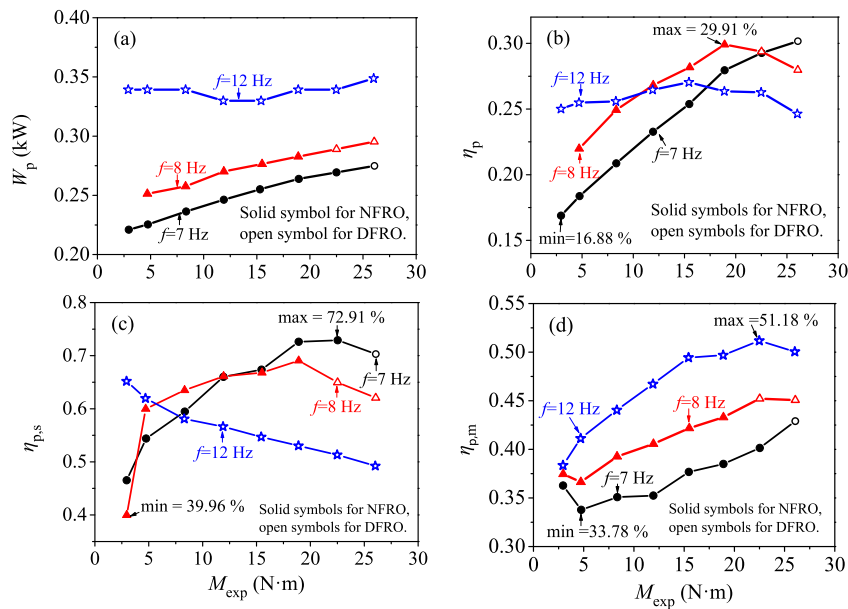 (a)
W_p (kW)
0.40
0.35
0.30
0.25
0.20
f=12 Hz
f=8 Hz
f=7 Hz
Solid symbol for NFRO,
open symbol for DFRO.
0 5 10 15 20 25 30
(b)
η_p
0.30
0.25
0.20
0.15
max = 29.91 %
f=12 Hz
f=8 Hz
f=7 Hz
min=16.88 %
Solid symbols for NFRO,
open symbols for DFRO.
0 5 10 15 20 25 30
(c)
η_p,s
0.8
0.7
0.6
0.5
0.4
max = 72.91 %
f=7 Hz
f=8 Hz
f=12 Hz
min = 39.96 %
Solid symbols for NFRO,
open symbols for DFRO.
0 5 10 15 20 25 30
M_exp (N·m)
(d)
η_p,m
0.55
0.50
0.45
0.40
0.35
0.30
max =51.18 %
f=12 Hz
f=8 Hz
f=7 Hz
min = 33.78 %
Solid symbols for NFRO,
open symbols for DFRO.
0 5 10 15 20 25 30
M_exp (N·m)